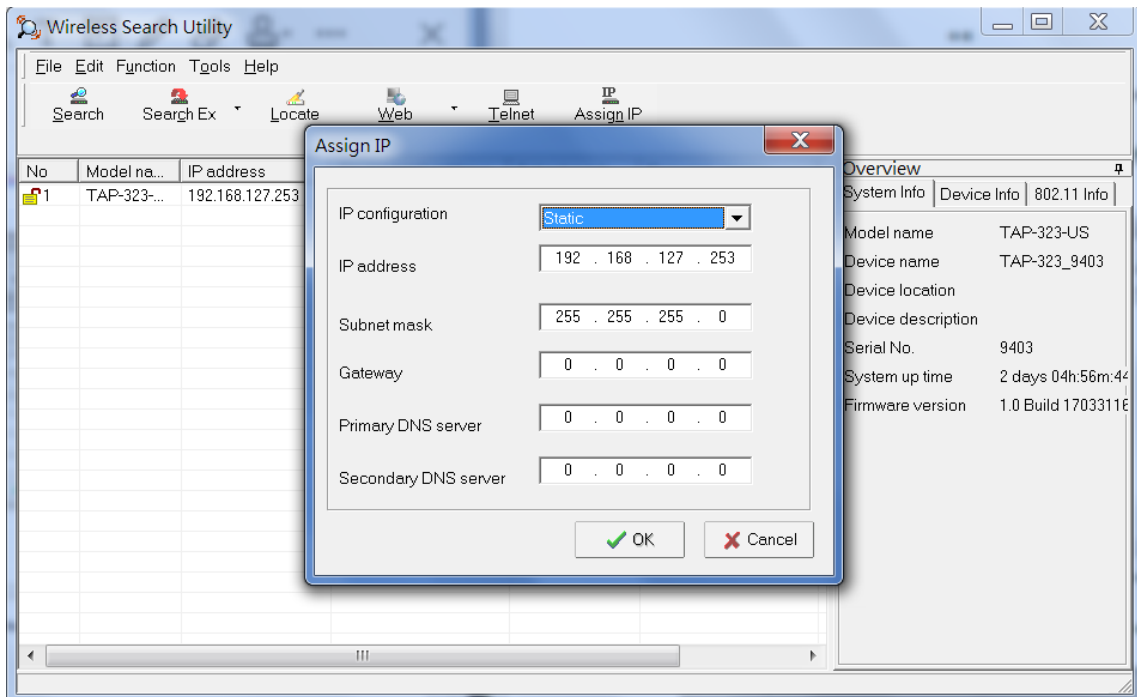 Wireless Search Utility
File Edit Function Tools Help
Search Search Ex Locate Web Telnet IP Assign IP
Assign IP
No Model na... IP address
1 TAP-323-... 192.168.127.253
IP configuration Static
IP address 192 . 168 . 127 . 253
Subnet mask 255 . 255 . 255 . 0
Gateway 0 . 0 . 0 . 0
Primary DNS server 0 . 0 . 0 . 0
Secondary DNS server 0 . 0 . 0 . 0
OK Cancel
Overview
System Info Device Info 802.11 Info
Model name TAP-323-US
Device name TAP-323_9403
Device location
Device description
Serial No. 9403
System up time 2 days 04h:56m:44
Firmware version 1.0 Build 17033116